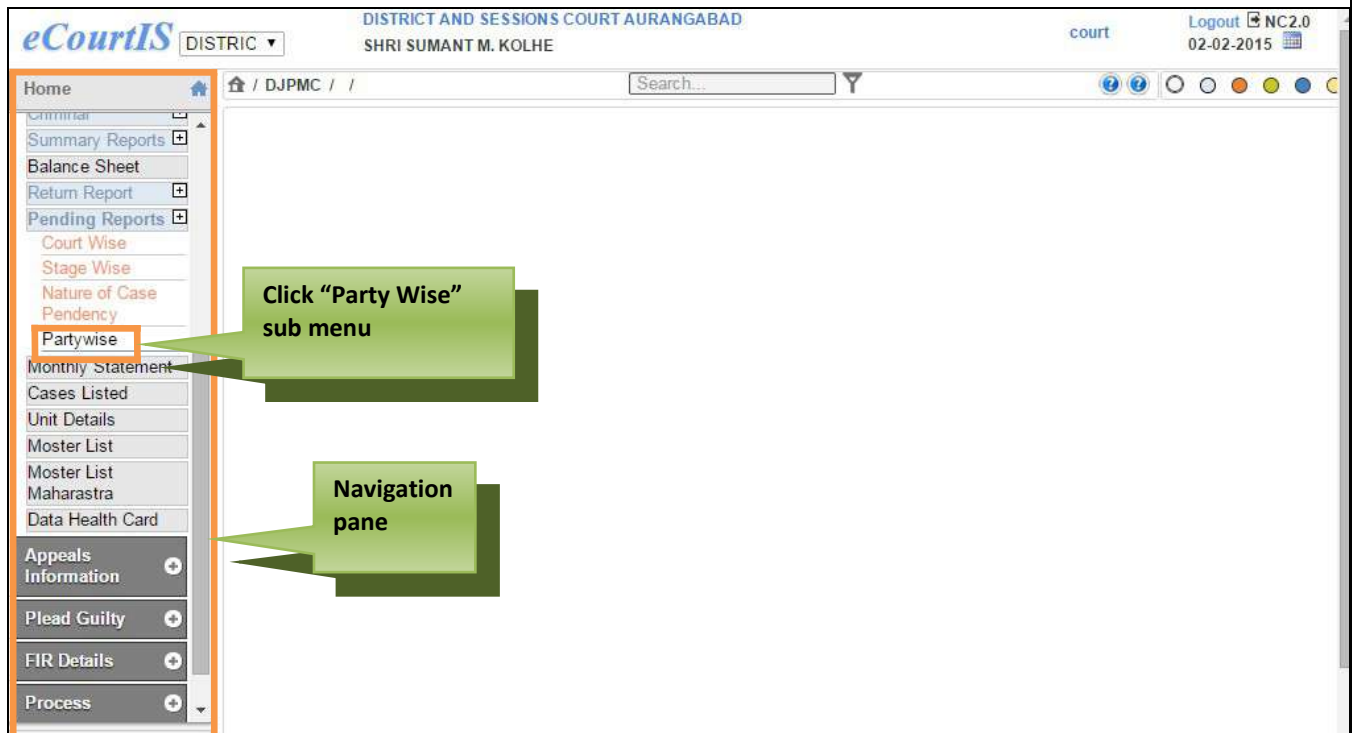 eCourtIS DISTRIC
DISTRICT AND SESSIONS COURT AURANGABAD
SHRI SUMANT M. KOLHE
court
Logout NC2.0
02-02-2015
Home
/ DJPMC / /
Search...
Criminal
Summary Reports
Balance Sheet
Return Report
Pending Reports
Court Wise
Stage Wise
Nature of Case
Pendency
Partywise
Monthly Statement
Cases Listed
Unit Details
Moster List
Moster List
Maharastra
Data Health Card
Appeals
Information
Plead Guilty
FIR Details
Process
Click “Party Wise”
sub menu
Navigation
pane